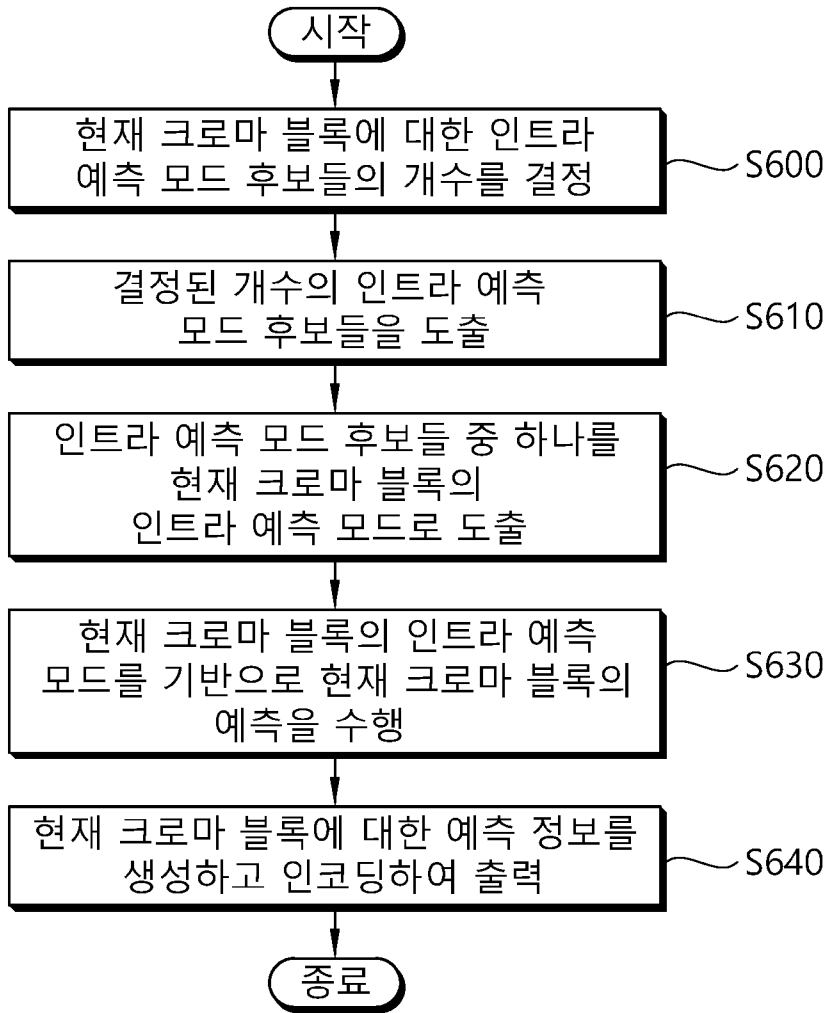 시작
현재 크로마 블록에 대한 인트라
예측 모드 후보들의 개수를 결정
S600
결정된 개수의 인트라 예측
모드 후보들을 도출
S610
인트라 예측 모드 후보들 중 하나를
현재 크로마 블록의
인트라 예측 모드로 도출
S620
현재 크로마 블록의 인트라 예측
모드를 기반으로 현재 크로마 블록의
예측을 수행
S630
현재 크로마 블록에 대한 예측 정보를
생성하고 인코딩하여 출력
S640
종료